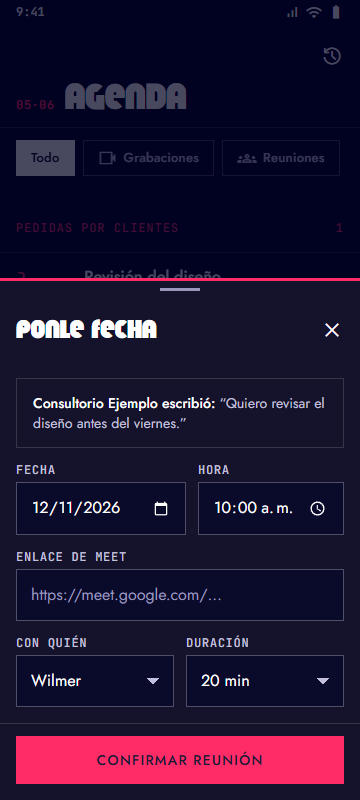 9:41
05-06 AGENDA
Todo
Grabaciones
Reuniones
PEDIDAS POR CLIENTES 1
Revisión del diseño
PONLE FECHA
Consultorio Ejemplo escribió: “Quiero revisar el
diseño antes del viernes.”
FECHA
HORA
12/11/2026
10:00 a. m.
ENLACE DE MEET
https://meet.google.com/...
CON QUIÉN
DURACIÓN
Wilmer
20 min
CONFIRMAR REUNIÓN